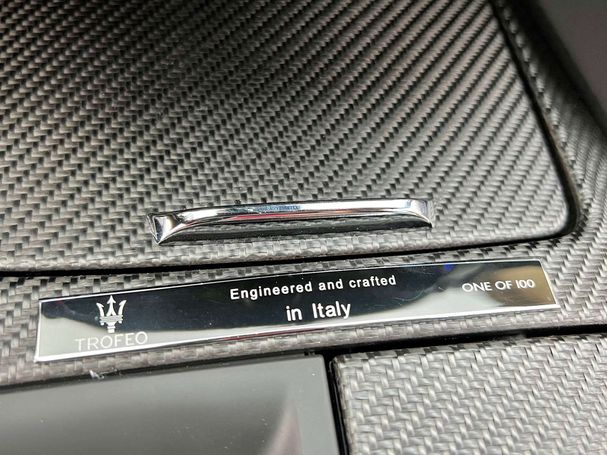 Engineered and crafted
in Italy
TROFEO
ONE OF 100